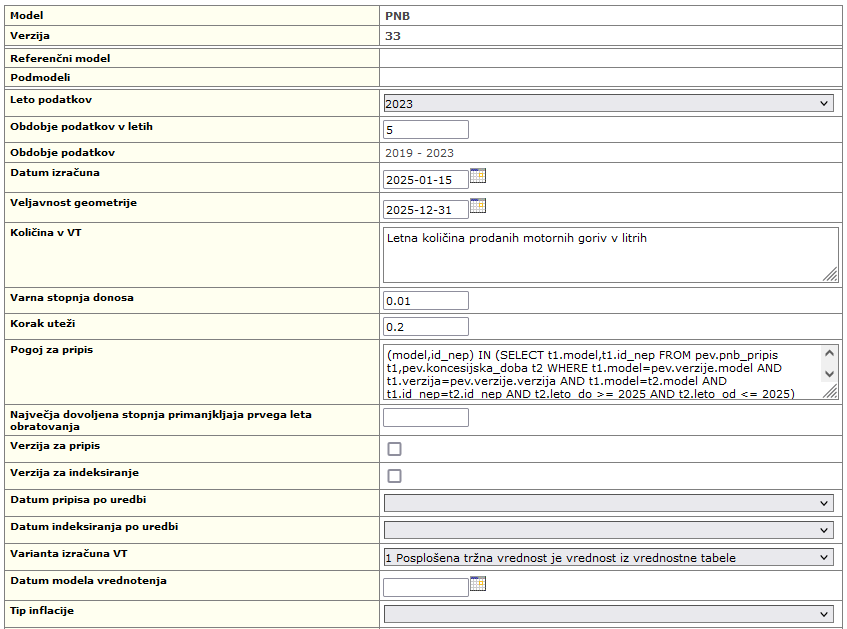 Model PNB
Verzija 33
Referenčni model
Podmodeli
Leto podatkov 2023
Obdobje podatkov v letih 5
Obdobje podatkov 2019 - 2023
Datum izračuna 2025-01-15
Veljavnost geometrije 2025-12-31
Količina v VT Letna količina prodanih motornih goriv v litrih
Varna stopnja donosa 0.01
Korak uteži 0.2
Pogoj za pripis (model,id_nep) IN (SELECT t1.model,t1.id_nep FROM pev.pnb_pripis
t1,pev.koncesijska_doba t2 WHERE t1.model=pev.verzije.model AND
t1.verzija=pev.verzije.verzija AND t1.model=t2.model AND
t1.id_nep=t2.id_nep AND t2.leto_do >= 2025 AND t2.leto_od <= 2025)
Največja dovoljena stopnja primanjkljaja prvega leta
obratovanja
Verzija za pripis
Verzija za indeksiranje
Datum pripisa po uredbi
Datum indeksiranja po uredbi
Varianta izračuna VT 1 Posplošena tržna vrednost je vrednost iz vrednostne tabele
Datum modela vrednotenja
Tip inflacije